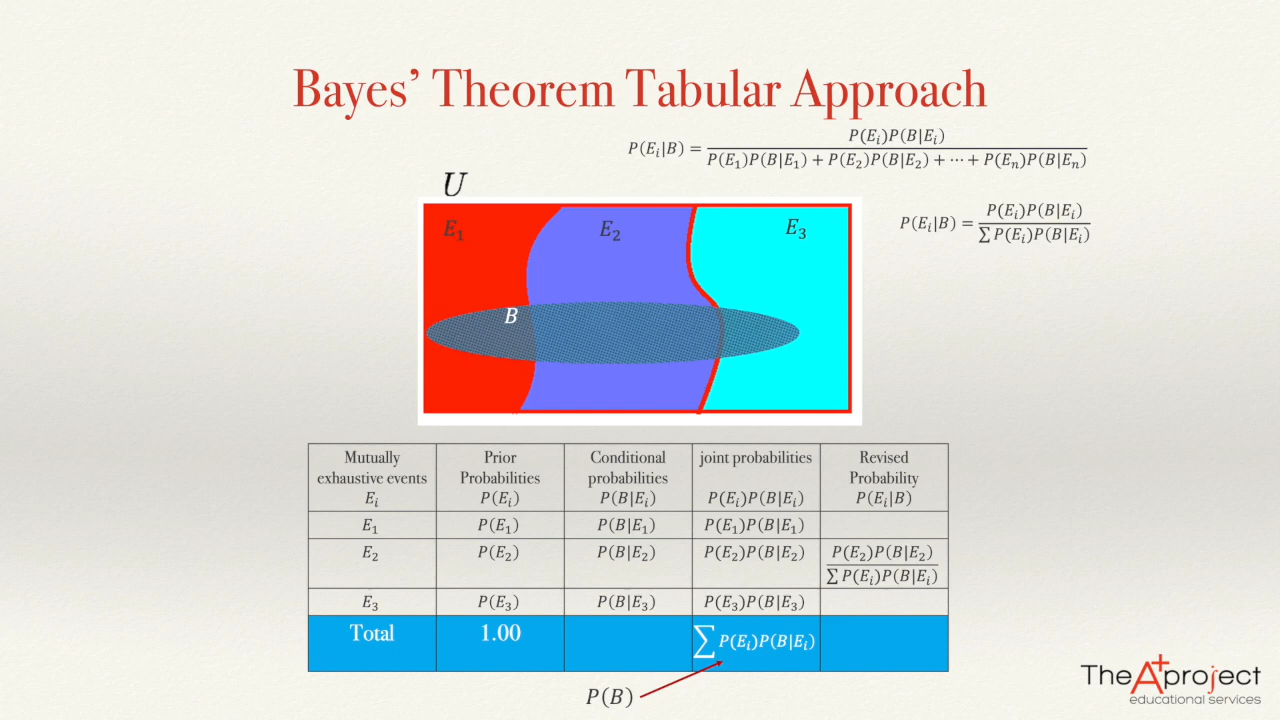 Bayes’ Theorem Tabular Approach
P(Eᵢ|B) = P(Eᵢ)P(B|Eᵢ) / P(E₁)P(B|E₁) + P(E₂)P(B|E₂) + ⋯ + P(Eₙ)P(B|Eₙ)
U
P(Eᵢ|B) = P(Eᵢ)P(B|Eᵢ) / ∑ P(Eᵢ)P(B|Eᵢ)
E₁ E₂ E₃
B
Mutually exhaustive events Eᵢ | Prior Probabilities P(Eᵢ) | Conditional probabilities P(B|Eᵢ) | joint probabilities P(Eᵢ)P(B|Eᵢ) | Revised Probability P(Eᵢ|B)
E₁ | P(E₁) | P(B|E₁) | P(E₁)P(B|E₁)
E₂ | P(E₂) | P(B|E₂) | P(E₂)P(B|E₂) | P(E₂)P(B|E₂) / ∑ P(Eᵢ)P(B|Eᵢ)
E₃ | P(E₃) | P(B|E₃) | P(E₃)P(B|E₃)
Total | 1.00 | ∑ P(Eᵢ)P(B|Eᵢ)
P(B)
The A+ project
educational services